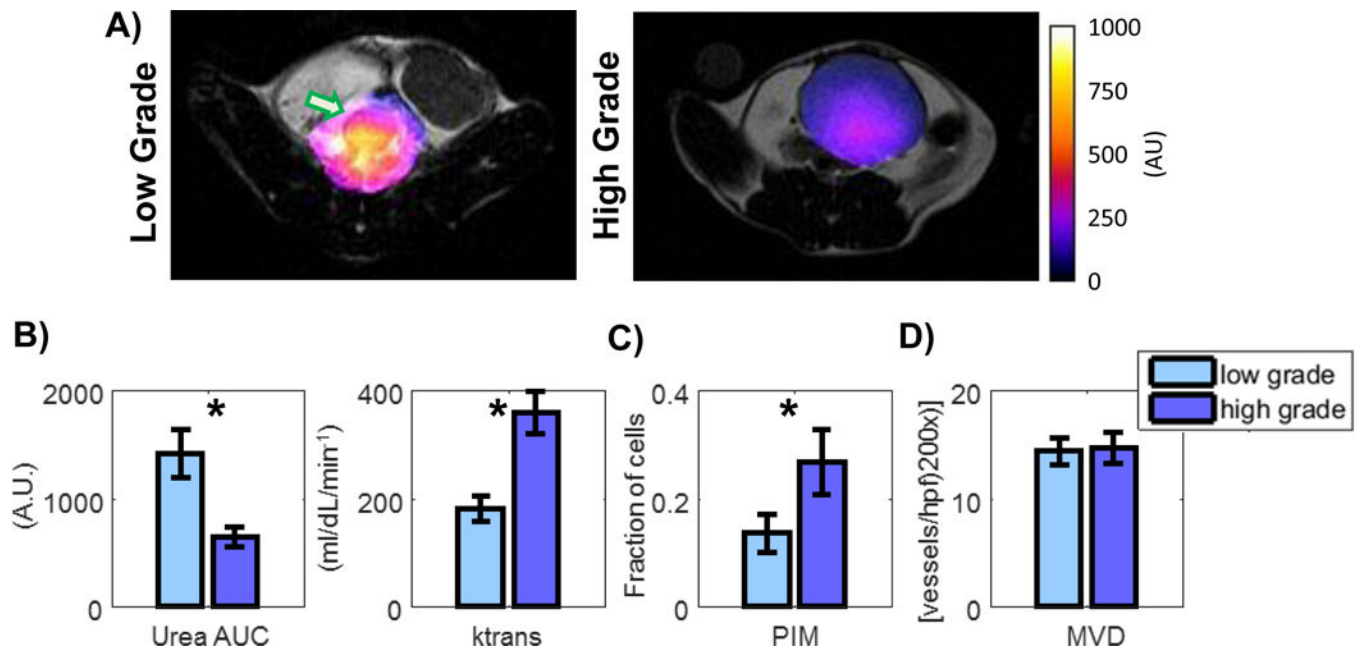 A)
Low Grade
High Grade
1000
750
500
250
0
(AU)
B)
C)
D)
low grade
high grade
2000
1000
0
(A.U.)
*
Urea AUC
400
200
0
(ml/dL/min⁻¹)
*
ktrans
0.4
0.2
0
Fraction of cells
*
PIM
20
10
0
[vessels/hpf)200x)]
MVD